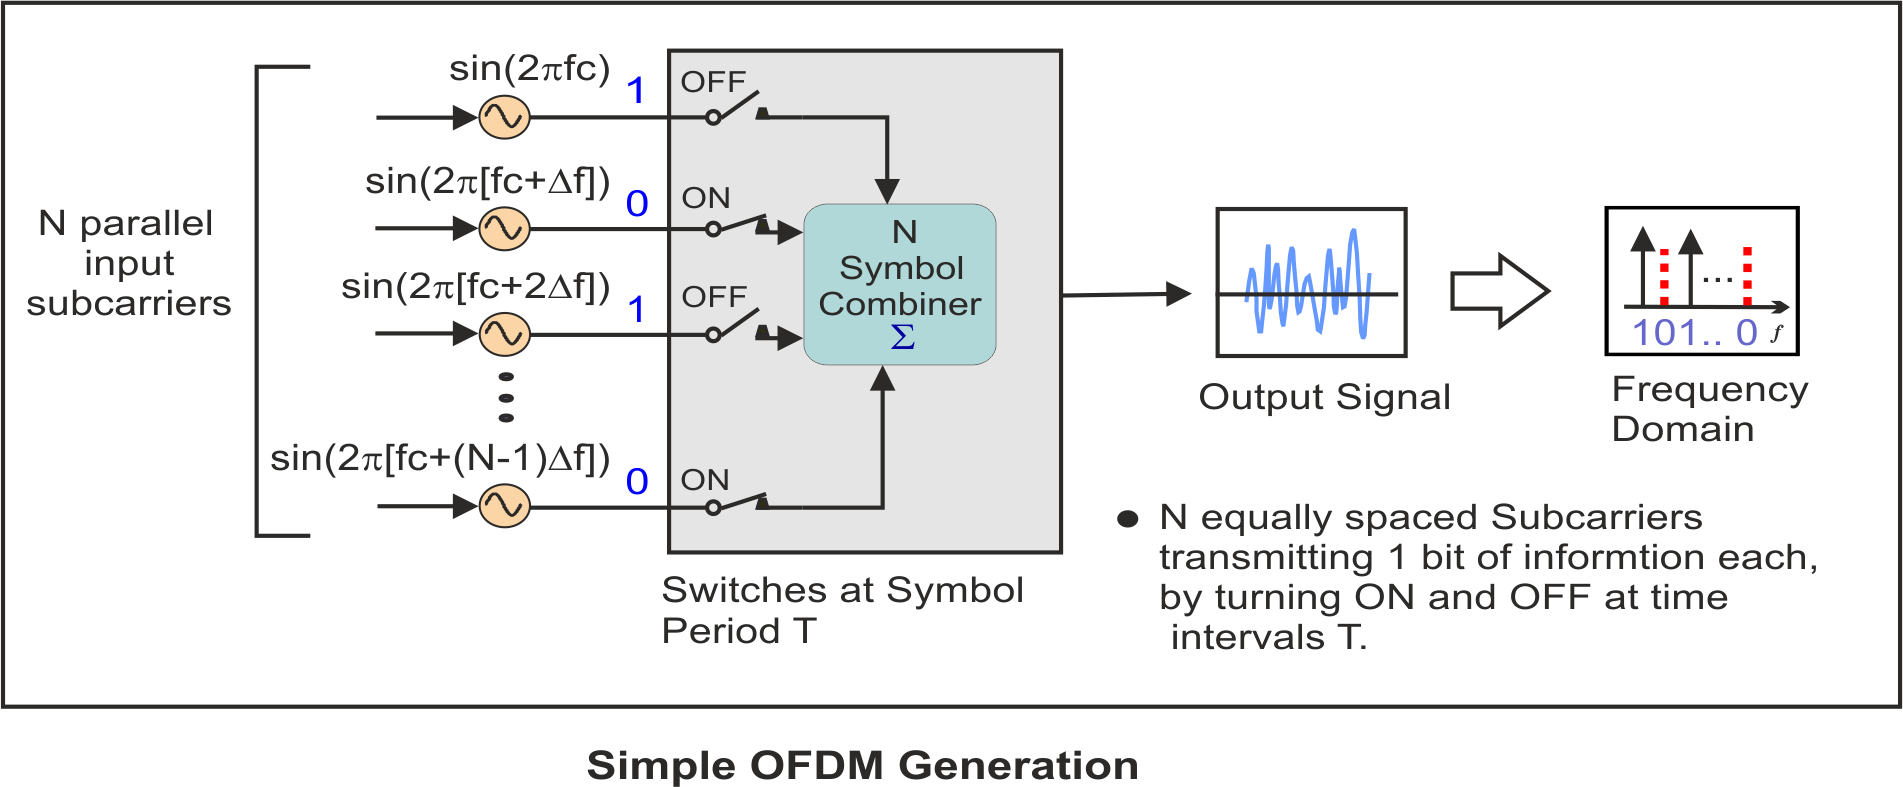 sin(2πfc)
1
OFF
sin(2π[fc+Δf])
0
ON
N parallel
input
subcarriers
sin(2π[fc+2Δf])
1
OFF
sin(2π[fc+(N-1)Δf])
0
ON
N
Symbol
Combiner
Σ
Switches at Symbol
Period T
Output Signal
...
101.. 0 f
Frequency
Domain
● N equally spaced Subcarriers
transmitting 1 bit of informtion each,
by turning ON and OFF at time
intervals T.
Simple OFDM Generation